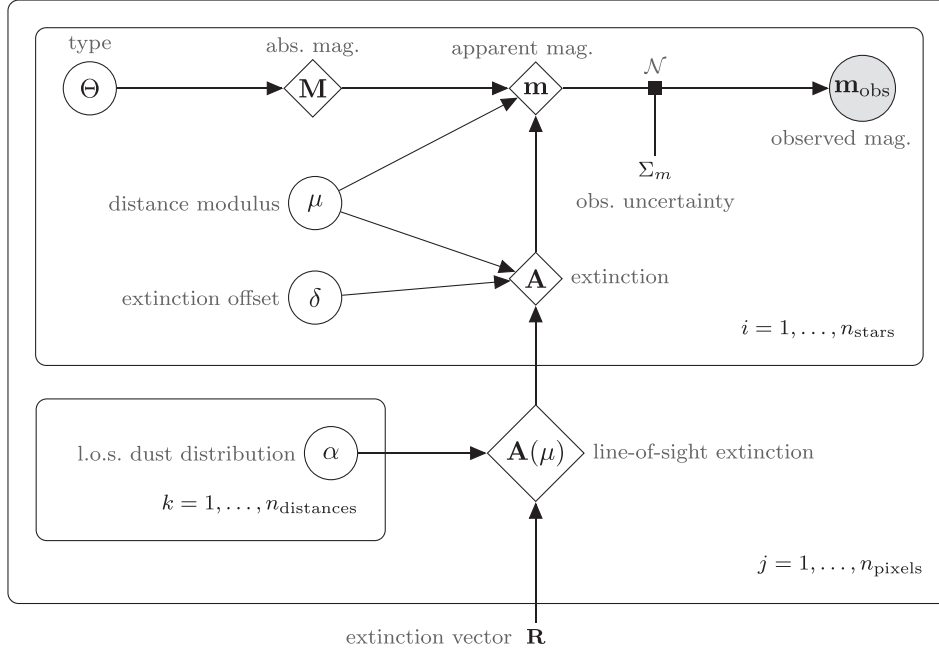 type
abs. mag.
apparent mag.
Θ
M
m
𝒩
m_obs
observed mag.
Σ_m
obs. uncertainty
distance modulus
μ
A
extinction
extinction offset
δ
i = 1, . . . , n_stars
l.o.s. dust distribution
α
A(μ)
line-of-sight extinction
k = 1, . . . , n_distances
j = 1, . . . , n_pixels
extinction vector R